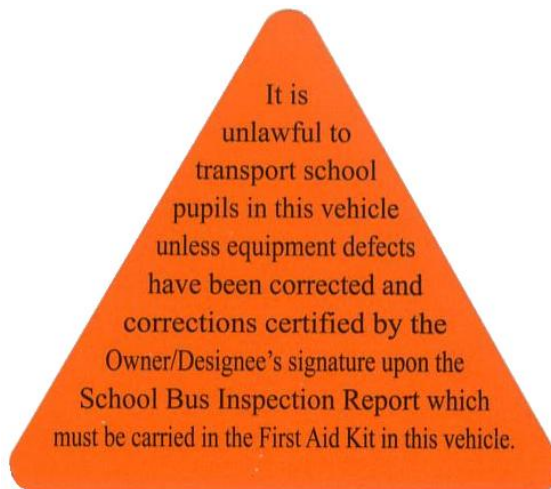 It is
unlawful to
transport school
pupils in this vehicle
unless equipment defects
have been corrected and
corrections certified by the
Owner/Designee's signature upon the
School Bus Inspection Report which
must be carried in the First Aid Kit in this vehicle.